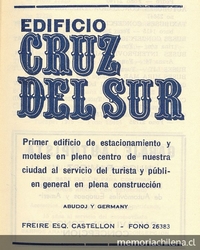 EDIFICIO
CRUZ
DEL SUR
Primer edificio de estacionamiento y
moteles en pleno centro de nuestra
ciudad al servicio del turista y públi-
en general en plena construcción
ABUDOJ Y GERMANY
FREIRE ESQ. CASTELLON - FONO 26383
memoriachilena.cl